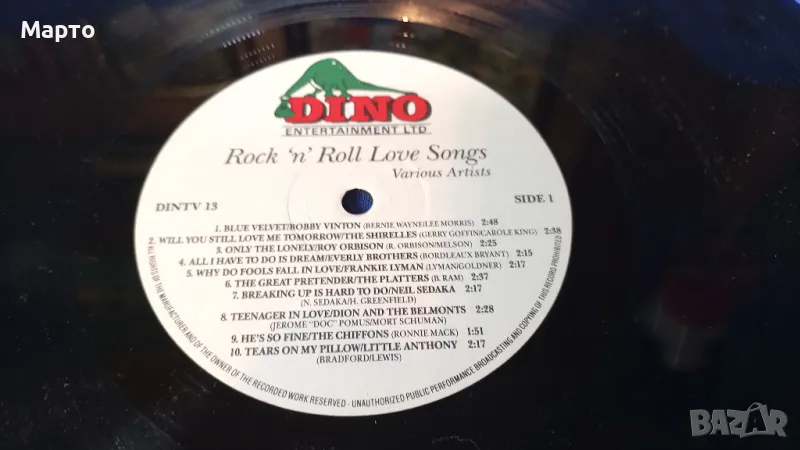 Марто
DINO
ENTERTAINMENT LTD
Rock 'n' Roll Love Songs
Various Artists
DINTV 13
SIDE 1
1. BLUE VELVET/BOBBY VINTON (BERNIE WAYNE/LEE MORRIS) 2:48
2. WILL YOU STILL LOVE ME TOMORROW/THE SHIRELLES (GERRY GOFFIN/CAROLE KING) 2:38
3. ONLY THE LONELY/ROY ORBISON (R. ORBISON/MELSON) 2:25
4. ALL I HAVE TO DO IS DREAM/EVERLY BROTHERS (BORDLEAUX BRYANT) 2:15
5. WHY DO FOOLS FALL IN LOVE/FRANKIE LYMAN (LYMAN/GOLDNER) 2:17
6. THE GREAT PRETENDER/THE PLATTERS (B. RAM) 2:37
7. BREAKING UP IS HARD TO DO/NEIL SEDAKA 2:17
(N. SEDAKA/H. GREENFIELD)
8. TEENAGER IN LOVE/DION AND THE BELMONTS 2:28
(JEROME "DOC" POMUS/MORT SCHUMAN)
9. HE'S SO FINE/THE CHIFFONS (RONNIE MACK) 1:51
10. TEARS ON MY PILLOW/LITTLE ANTHONY 2:17
(BRADFORD/LEWIS)
ALL RIGHTS OF THE MANUFACTURER AND OF THE OWNER OF THE RECORDED WORK RESERVED - UNAUTHORIZED PUBLIC PERFORMANCE BROADCASTING AND COPYING OF THIS RECORD PROHIBITED
BAZAR